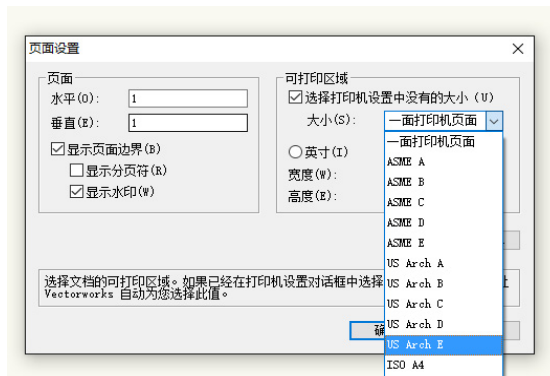 页面设置
页面
水平(O): 1
垂直(E): 1
显示页面边界(B)
显示分页符(R)
显示水印(W)
可打印区域
选择打印机设置中没有的大小 (U)
大小(S): 一面打印机页面
英寸(I)
宽度(W):
高度(E):
一面打印机页面
ASME A
ASME B
ASME C
ASME D
ASME E
US Arch A
US Arch B
US Arch C
US Arch D
US Arch E
ISO A4
选择文档的可打印区域。如果已经在打印机设置对话框中选择
Vectorworks 自动为您选择此值。